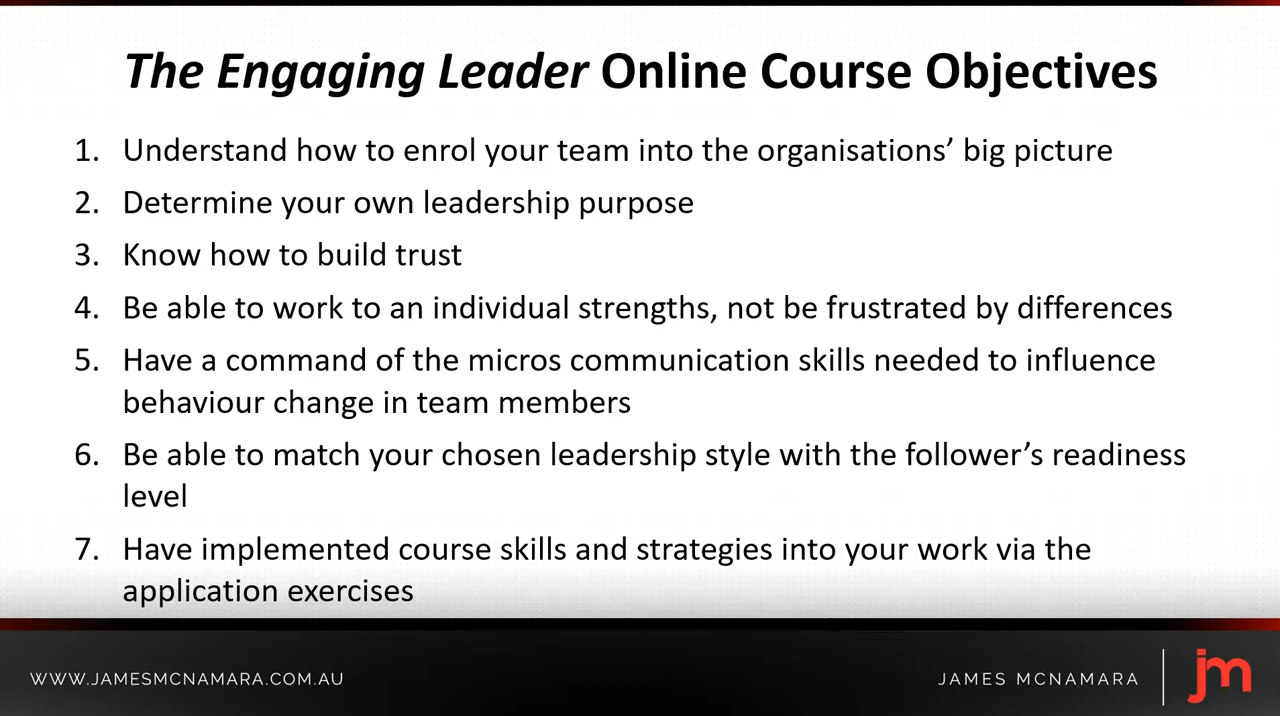 The Engaging Leader Online Course Objectives
1. Understand how to enrol your team into the organisations’ big picture
2. Determine your own leadership purpose
3. Know how to build trust
4. Be able to work to an individual strengths, not be frustrated by differences
5. Have a command of the micros communication skills needed to influence
behaviour change in team members
6. Be able to match your chosen leadership style with the follower’s readiness
level
7. Have implemented course skills and strategies into your work via the
application exercises
WWW.JAMESMCNAMARA.COM.AU
JAMES MCNAMARA
jm